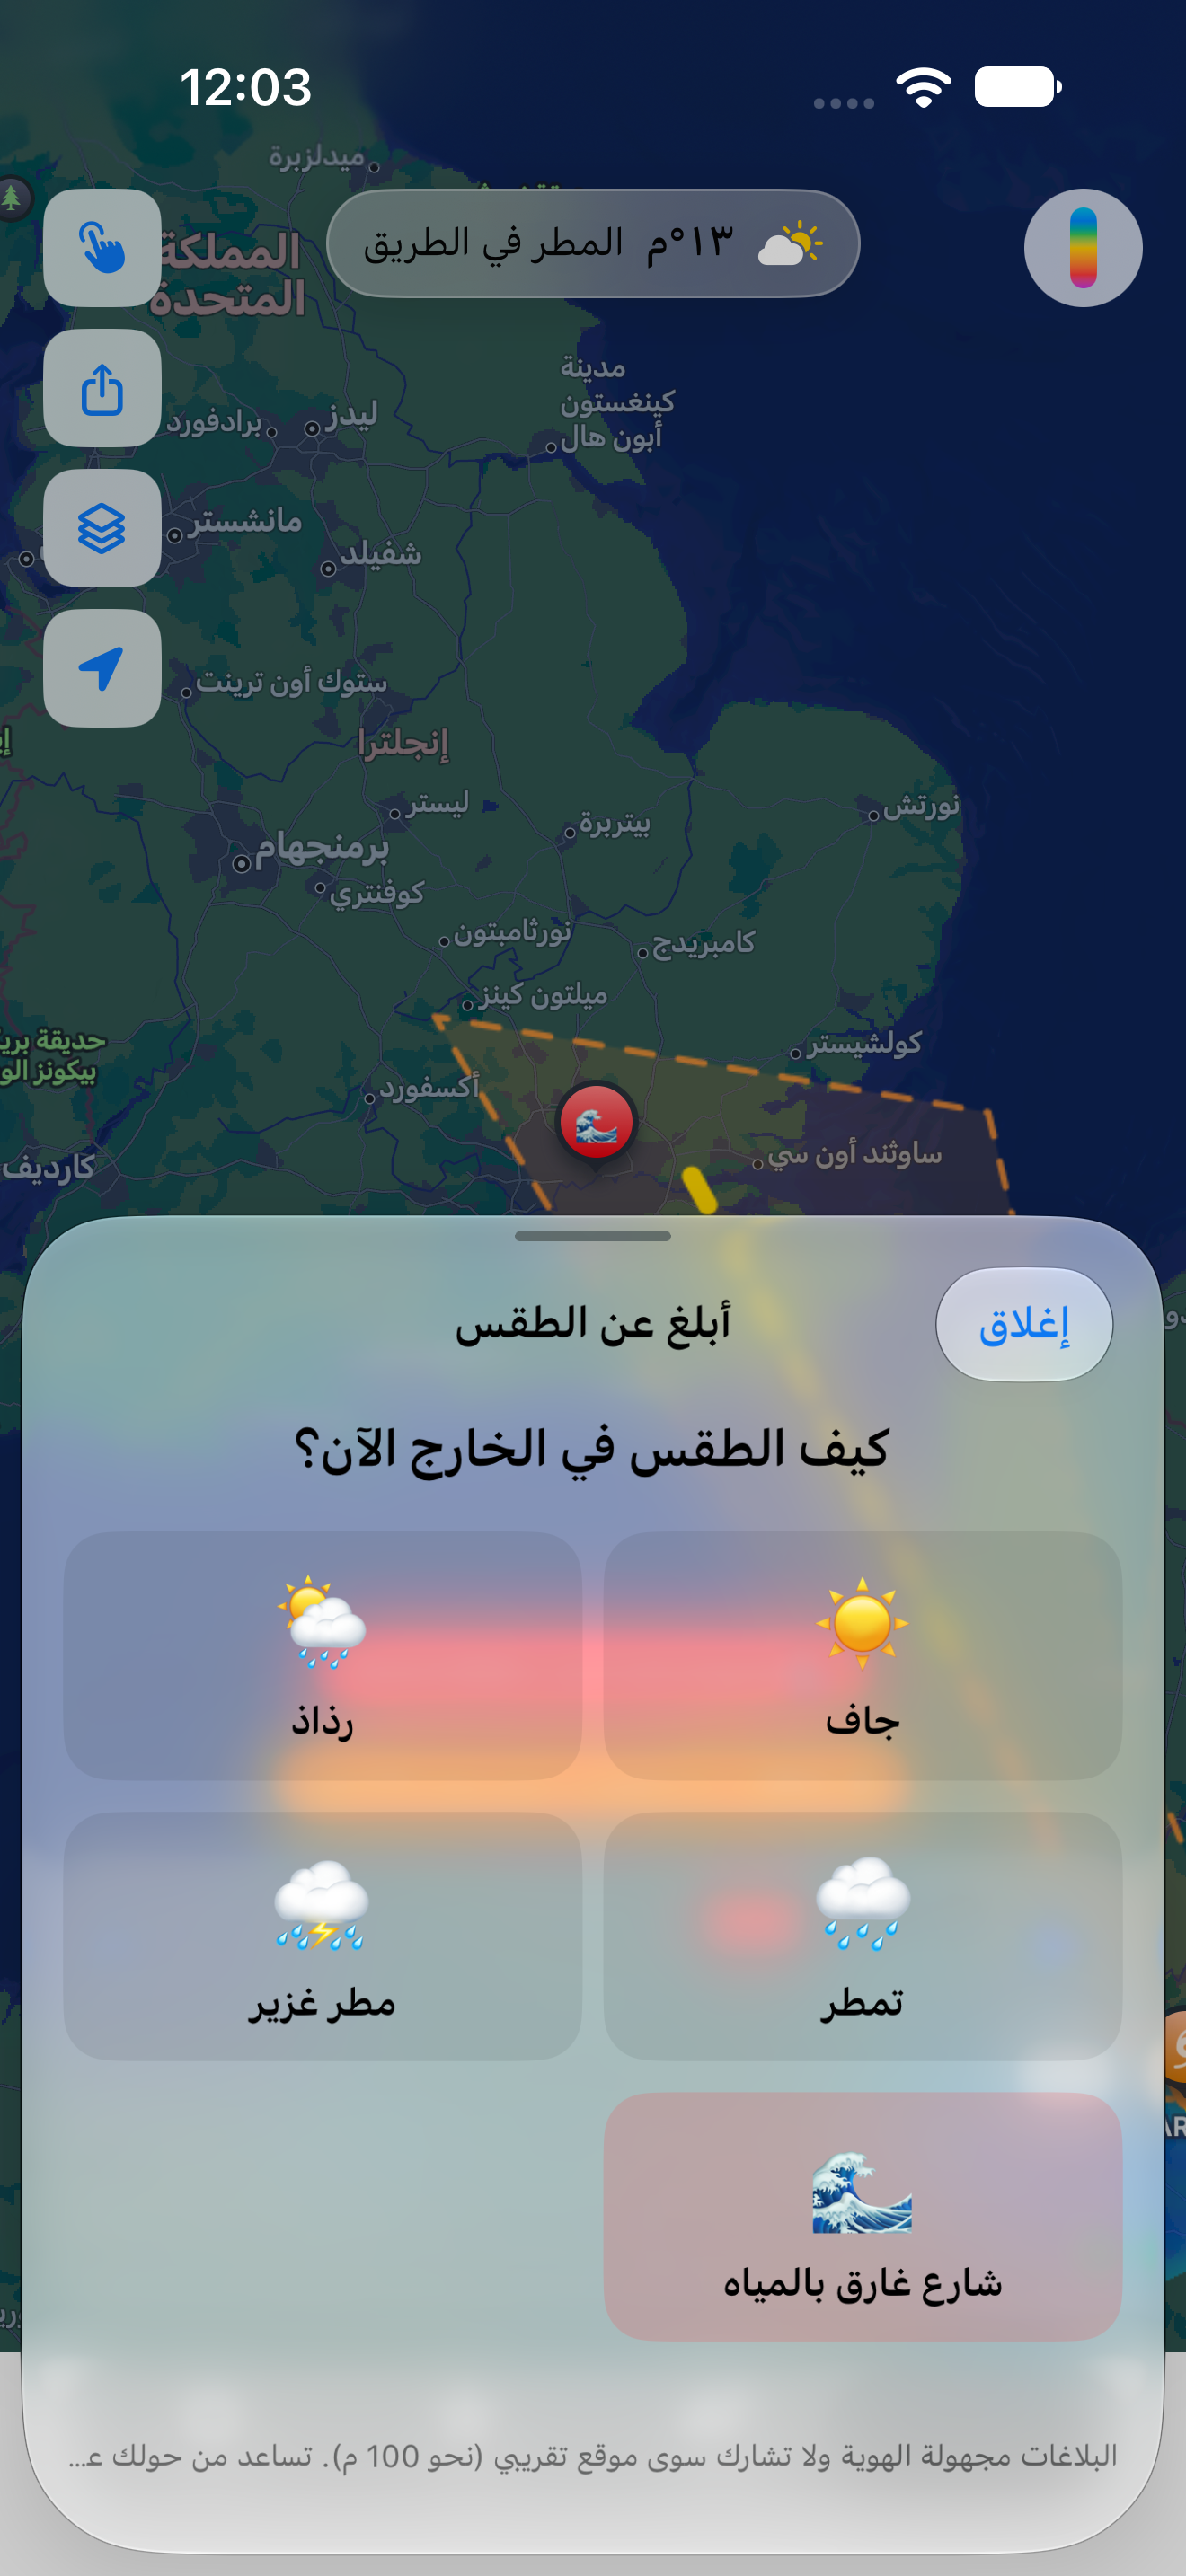 12:03
ميدلزبرة
المملكة
المتحدة
١٣°م المطر في الطريق
مدينة
كينغستون
أبون هال
ليدز
برادفورد
مانشستر
شفيلد
ستوك أون ترينت
إنجلترا
ليستر
بيتربرة
نورتش
برمنجهام
كوفنتري
نورثامبتون
كامبريدج
ميلتون كينز
كولشيستر
حديقة
أكسفورد
ساوثند أون سي
كارديف
إغلاق
أبلغ عن الطقس
كيف الطقس في الخارج الآن؟
جاف
رذاذ
تمطر
مطر غزير
شارع غارق بالمياه
البلاغات مجهولة الهوية ولا تشارك سوى موقع تقريبي (نحو 100 م). تساعد من حولك عـ...